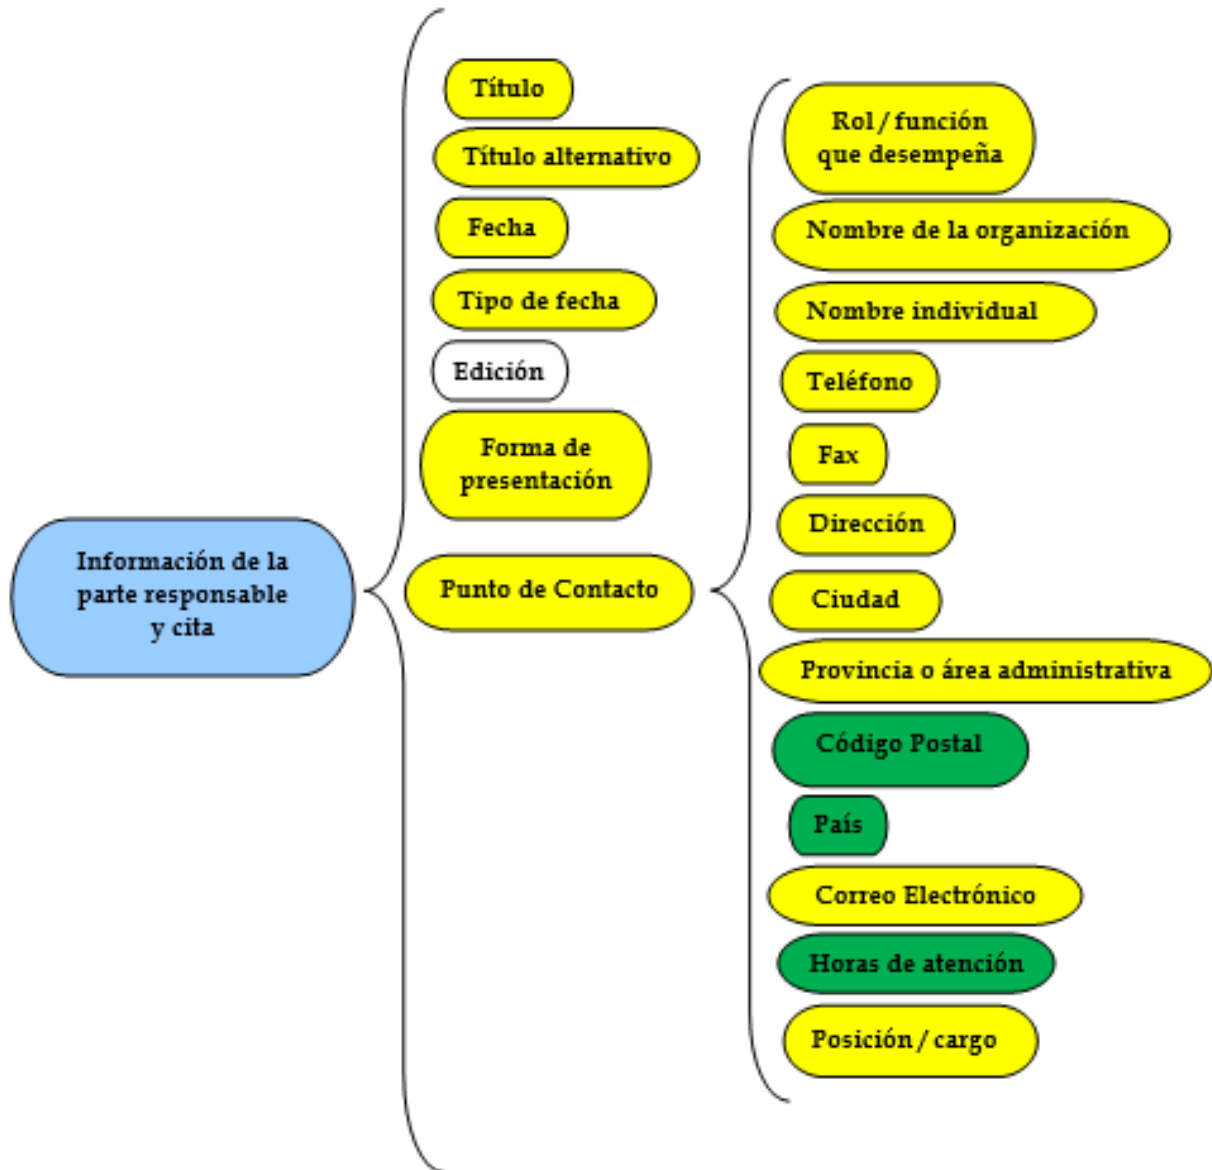 Información de la
parte responsable
y cita
Título
Título alternativo
Fecha
Tipo de fecha
Edición
Forma de
presentación
Punto de Contacto
Rol / función
que desempeña
Nombre de la organización
Nombre individual
Teléfono
Fax
Dirección
Ciudad
Provincia o área administrativa
Código Postal
País
Correo Electrónico
Horas de atención
Posición / cargo